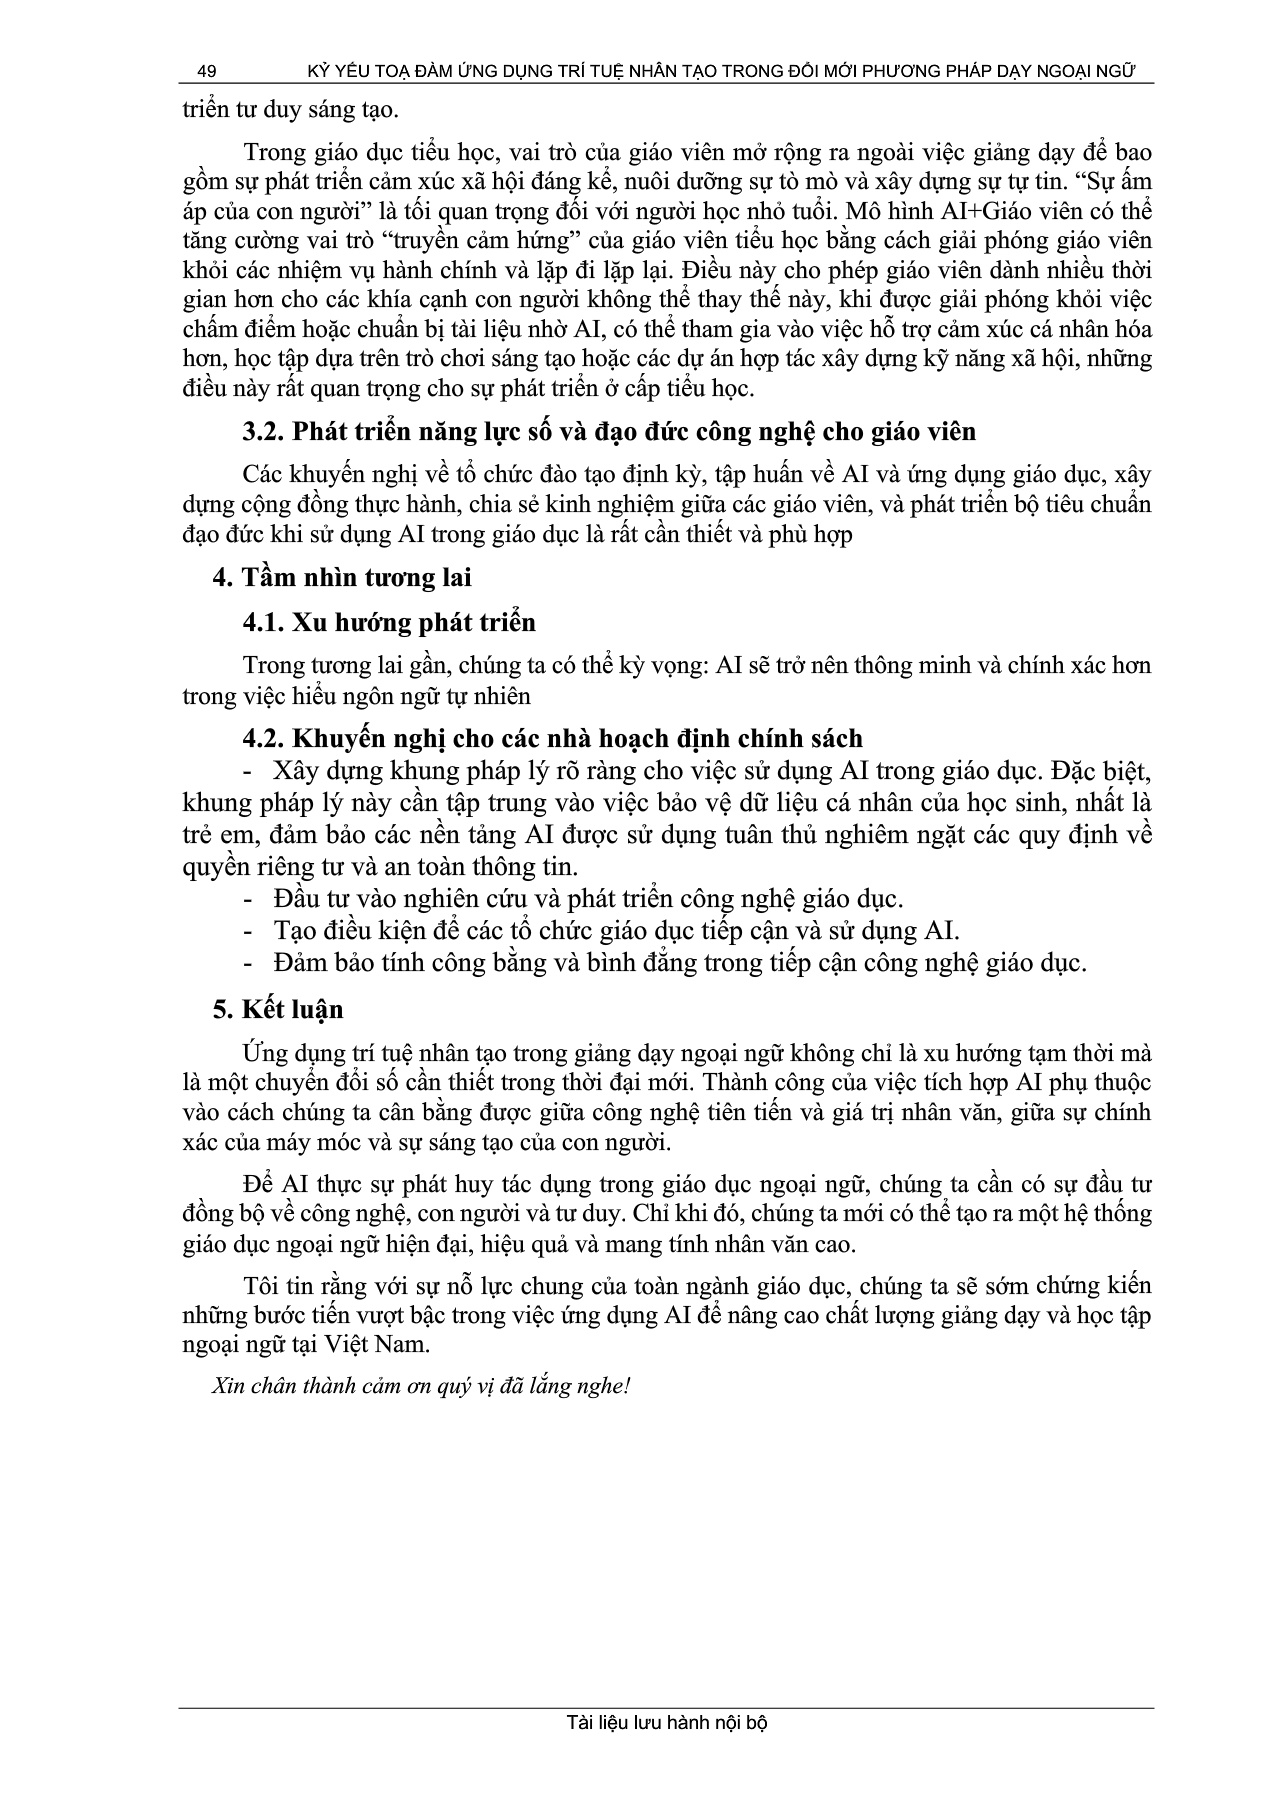 49 KỶ YẾU TOẠ ĐÀM ỨNG DỤNG TRÍ TUỆ NHÂN TẠO TRONG ĐỔI MỚI PHƯƠNG PHÁP DẠY NGOẠI NGỮ
triển tư duy sáng tạo.
Trong giáo dục tiểu học, vai trò của giáo viên mở rộng ra ngoài việc giảng dạy để bao
gồm sự phát triển cảm xúc xã hội đáng kể, nuôi dưỡng sự tò mò và xây dựng sự tự tin. “Sự ấm
áp của con người” là tối quan trọng đối với người học nhỏ tuổi. Mô hình AI+Giáo viên có thể
tăng cường vai trò “truyền cảm hứng” của giáo viên tiểu học bằng cách giải phóng giáo viên
khỏi các nhiệm vụ hành chính và lặp đi lặp lại. Điều này cho phép giáo viên dành nhiều thời
gian hơn cho các khía cạnh con người không thể thay thế này, khi được giải phóng khỏi việc
chấm điểm hoặc chuẩn bị tài liệu nhờ AI, có thể tham gia vào việc hỗ trợ cảm xúc cá nhân hóa
hơn, học tập dựa trên trò chơi sáng tạo hoặc các dự án hợp tác xây dựng kỹ năng xã hội, những
điều này rất quan trọng cho sự phát triển ở cấp tiểu học.
3.2. Phát triển năng lực số và đạo đức công nghệ cho giáo viên
Các khuyến nghị về tổ chức đào tạo định kỳ, tập huấn về AI và ứng dụng giáo dục, xây
dựng cộng đồng thực hành, chia sẻ kinh nghiệm giữa các giáo viên, và phát triển bộ tiêu chuẩn
đạo đức khi sử dụng AI trong giáo dục là rất cần thiết và phù hợp
4. Tầm nhìn tương lai
4.1. Xu hướng phát triển
Trong tương lai gần, chúng ta có thể kỳ vọng: AI sẽ trở nên thông minh và chính xác hơn
trong việc hiểu ngôn ngữ tự nhiên
4.2. Khuyến nghị cho các nhà hoạch định chính sách
- Xây dựng khung pháp lý rõ ràng cho việc sử dụng AI trong giáo dục. Đặc biệt,
khung pháp lý này cần tập trung vào việc bảo vệ dữ liệu cá nhân của học sinh, nhất là
trẻ em, đảm bảo các nền tảng AI được sử dụng tuân thủ nghiêm ngặt các quy định về
quyền riêng tư và an toàn thông tin.
- Đầu tư vào nghiên cứu và phát triển công nghệ giáo dục.
- Tạo điều kiện để các tổ chức giáo dục tiếp cận và sử dụng AI.
- Đảm bảo tính công bằng và bình đẳng trong tiếp cận công nghệ giáo dục.
5. Kết luận
Ứng dụng trí tuệ nhân tạo trong giảng dạy ngoại ngữ không chỉ là xu hướng tạm thời mà
là một chuyển đổi số cần thiết trong thời đại mới. Thành công của việc tích hợp AI phụ thuộc
vào cách chúng ta cân bằng được giữa công nghệ tiên tiến và giá trị nhân văn, giữa sự chính
xác của máy móc và sự sáng tạo của con người.
Để AI thực sự phát huy tác dụng trong giáo dục ngoại ngữ, chúng ta cần có sự đầu tư
đồng bộ về công nghệ, con người và tư duy. Chỉ khi đó, chúng ta mới có thể tạo ra một hệ thống
giáo dục ngoại ngữ hiện đại, hiệu quả và mang tính nhân văn cao.
Tôi tin rằng với sự nỗ lực chung của toàn ngành giáo dục, chúng ta sẽ sớm chứng kiến
những bước tiến vượt bậc trong việc ứng dụng AI để nâng cao chất lượng giảng dạy và học tập
ngoại ngữ tại Việt Nam.
Xin chân thành cảm ơn quý vị đã lắng nghe!
Tài liệu lưu hành nội bộ